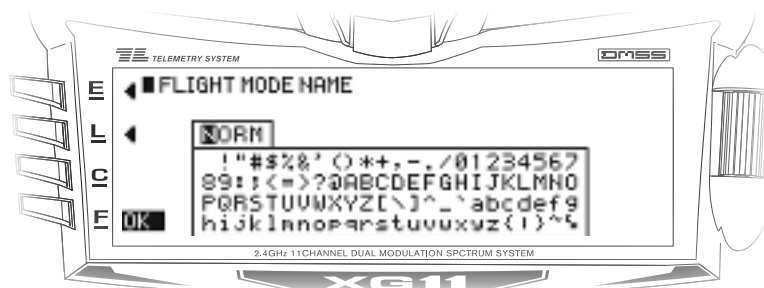 TELEMETRY SYSTEM
DMSS
E
FLIGHT MODE NAME
L
NORM
 !"#$%&'()*+,-./01234567
C
89:;<=>?@ABCDEFGHIJKLMNO
PQRSTUVWXYZ[\]^_`abcdefg
F
OK
hijklmnopqrstuvwxyz{|}~
2.4GHz 11CHANNEL DUAL MODULATION SPCTRUM SYSTEM
XG11